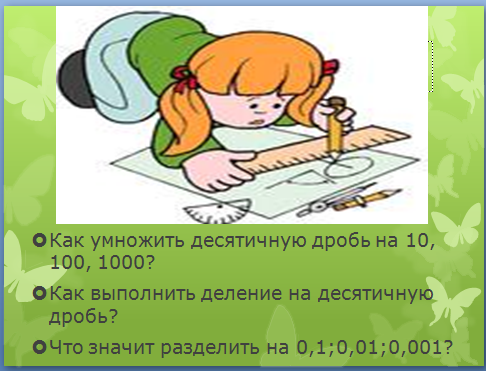 Как умножить десятичную дробь на 10,
100, 1000?
Как выполнить деление на десятичную
дробь?
Что значит разделить на 0,1;0,01;0,001?